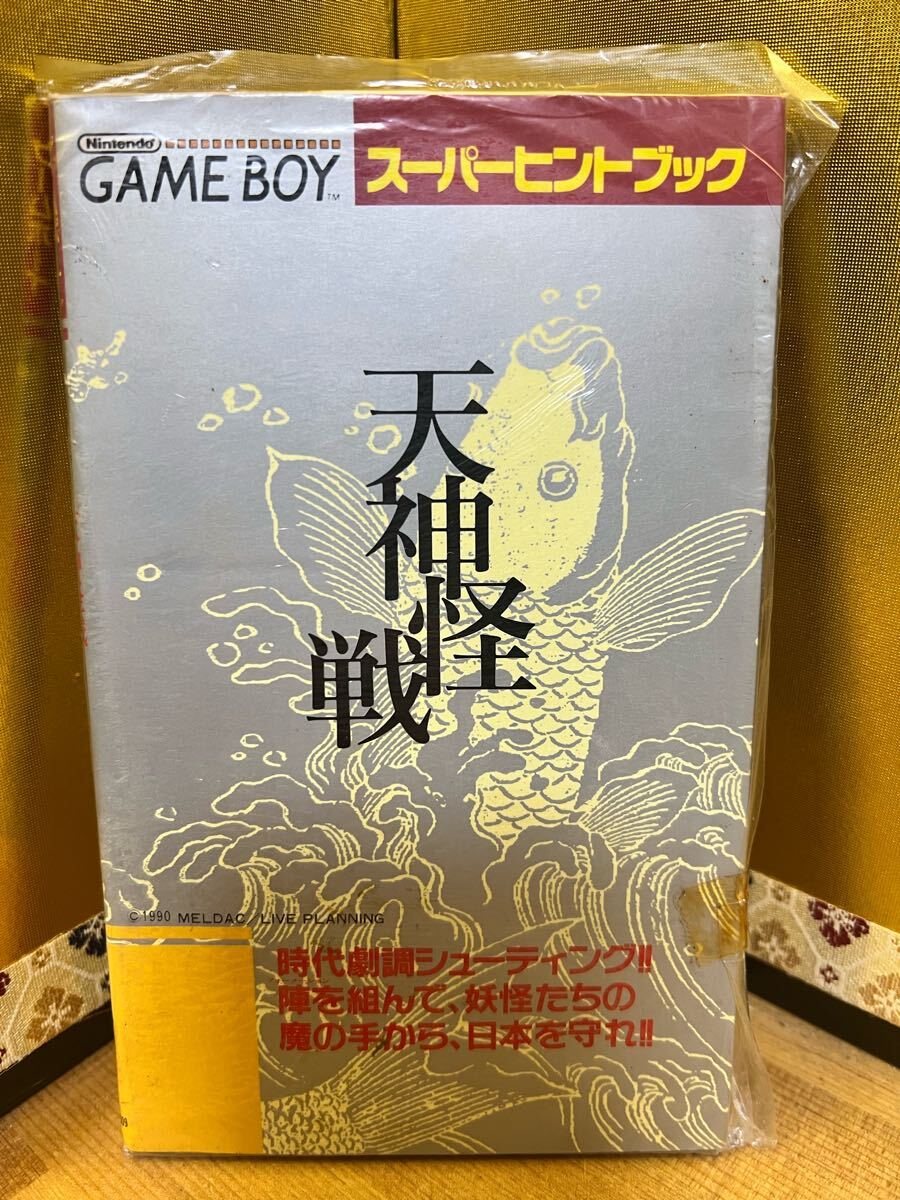 Nintendo
GAME BOY™
スーパーヒントブック
天神怪戦
©1990 MELDAC/LIVE PLANNING
時代劇調シューティング!!
陣を組んで、妖怪たちの
魔の手から、日本を守れ!!